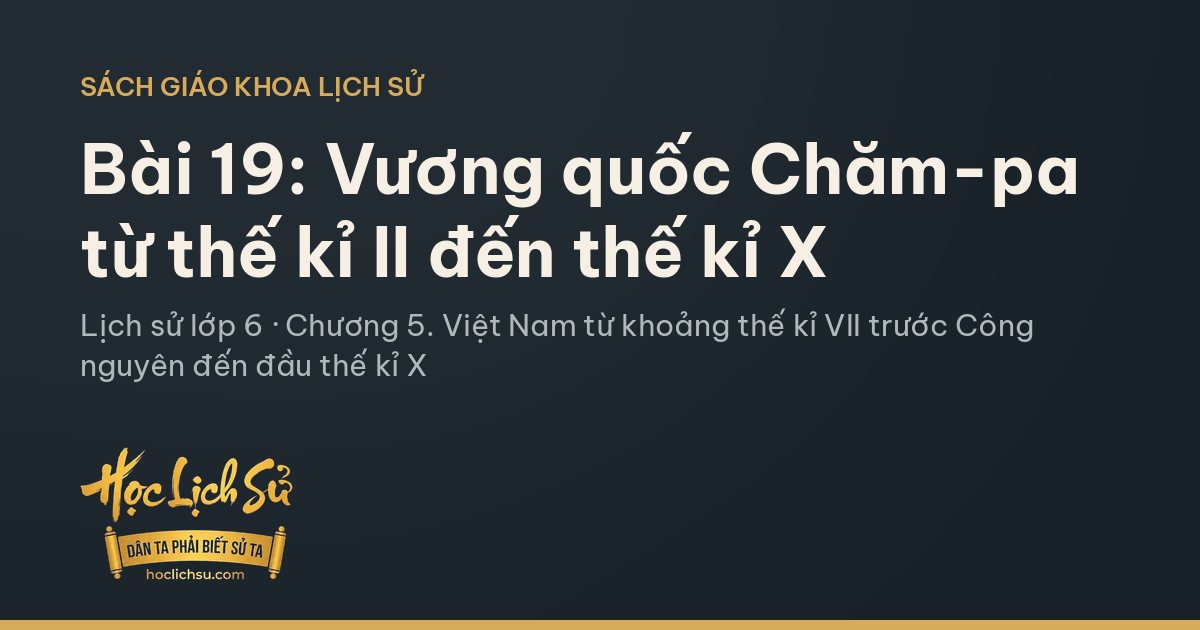 SÁCH GIÁO KHOA LỊCH SỬ
Bài 19: Vương quốc Chăm-pa
từ thế kỉ II đến thế kỉ X
Lịch sử lớp 6 · Chương 5. Việt Nam từ khoảng thế kỉ VII trước Công
nguyên đến đầu thế kỉ X
Học Lịch Sử
DÂN TA PHẢI BIẾT SỬ TA
hoclichsu.com